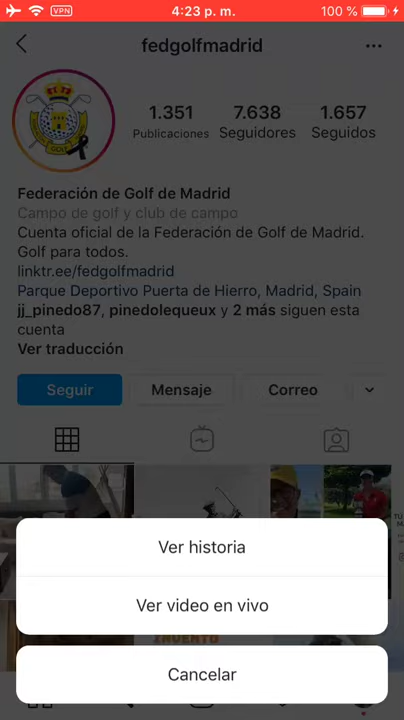 VPN
4:23 p. m.
100 %
fedgolfmadrid
1.351
7.638
1.657
Publicaciones
Seguidores
Seguidos
Federación de Golf de Madrid
Campo de golf y club de campo
Cuenta oficial de la Federación de Golf de Madrid.
Golf para todos.
linktr.ee/fedgolfmadrid
Parque Deportivo Puerta de Hierro, Madrid, Spain
jj_pinedo87, pinedolequeux y 2 más siguen esta
cuenta
Ver traducción
Seguir
Mensaje
Correo
TU
Ver historia
Ver video en vivo
Cancelar